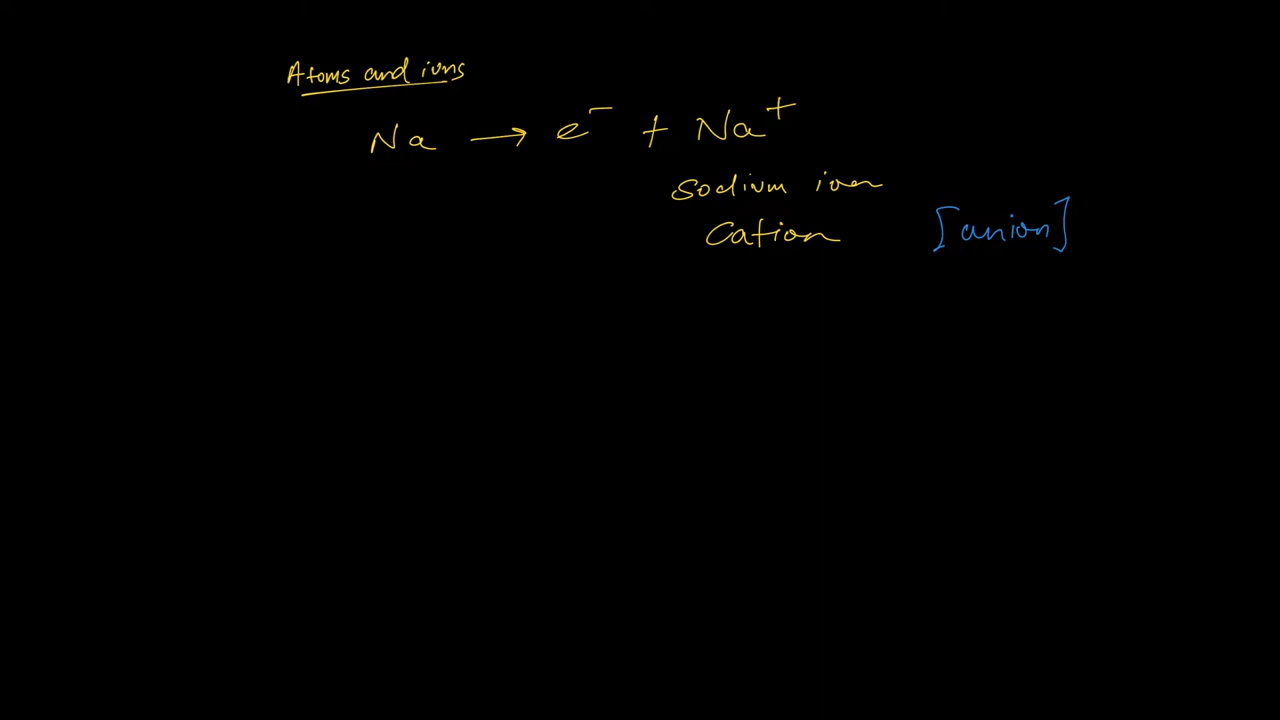 Atoms and ions
Na → e⁻ + Na⁺
sodium ion
Cation [anion]